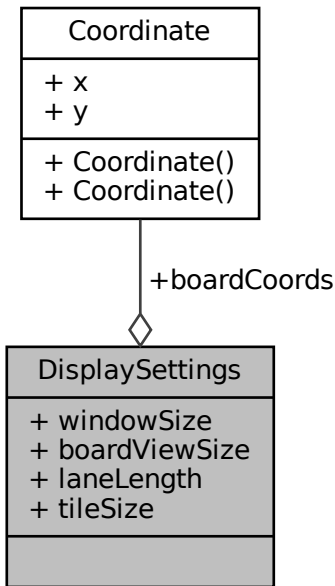 Coordinate
+ x
+ y
+ Coordinate()
+ Coordinate()
+boardCoords
DisplaySettings
+ windowSize
+ boardViewSize
+ laneLength
+ tileSize